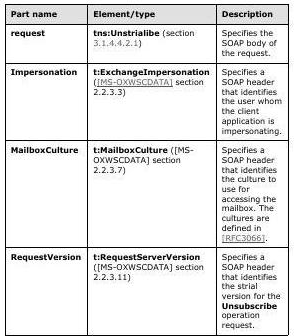 Part name Element/type Description
request tns:Unstrialibe (section Specifies the
3.1.4.4.2.1) SOAP body of
the request.
Impersonation t:ExchangeImpersonation Specifies a
([MS-OXWSCDATA] section SOAP header
2.2.3.3) that identifies
the user whom
the client
application is
impersonating.
MailboxCulture t:MailboxCulture ([MS- Specifies a
OXWSCDATA] section SOAP header
2.2.3.7) that identifies
the culture to
use for
accessing the
mailbox. The
cultures are
defined in
[RFC3066].
RequestVersion t:RequestServerVersion Specifies a
([MS-OXWSCDATA] section SOAP header
2.2.3.11) that identifies
the strial
version for the
Unsubscribe
operation
request.